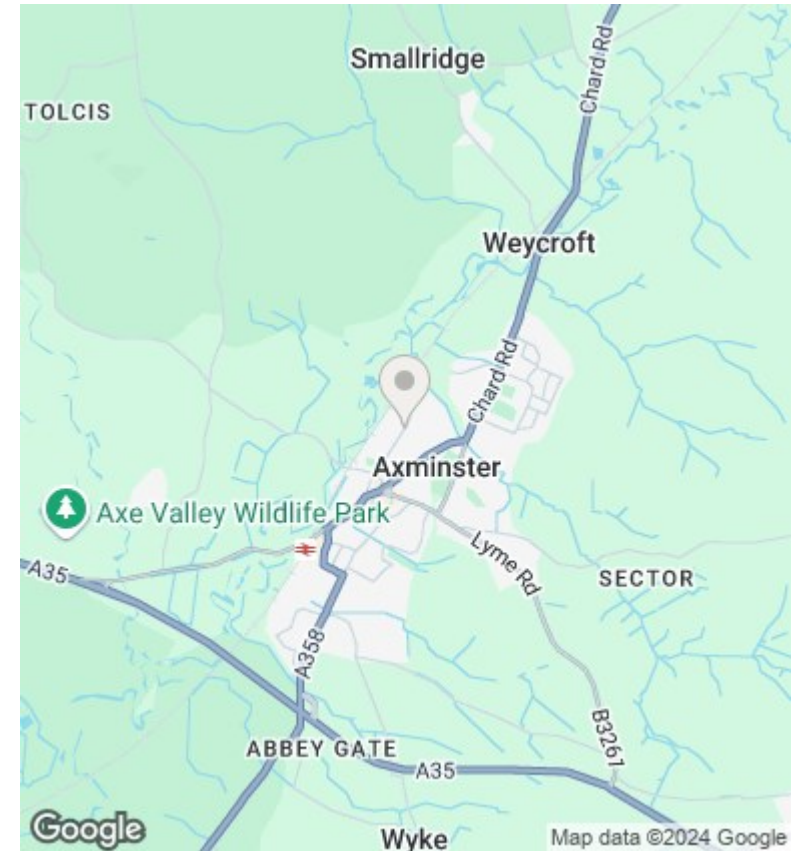 Smallridge
Chard Rd
TOLCIS
Weycroft
Chard Rd
Axminster
Axe Valley Wildlife Park
Lyme Rd
A35
SECTOR
A358
B3261
ABBEY GATE
A35
Google
Wyke
Map data ©2024 Google